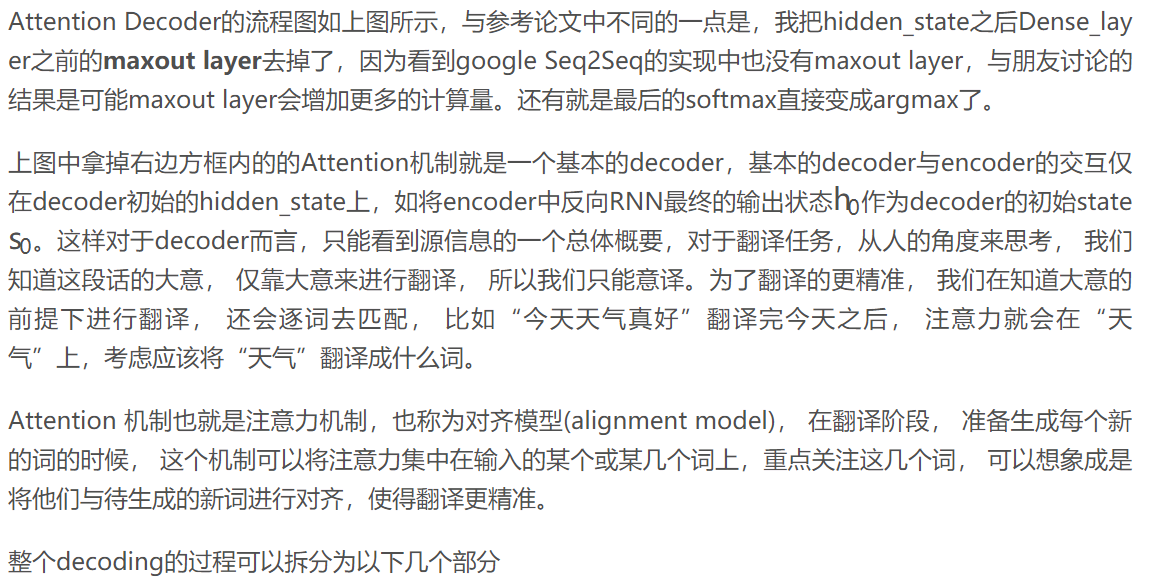 Attention Decoder的流程图如上图所示，与参考论文中不同的一点是，我把hidden_state之后Dense_lay
er之前的maxout layer去掉了，因为看到google Seq2Seq的实现中也没有maxout layer，与朋友讨论的
结果是可能maxout layer会增加更多的计算量。还有就是最后的softmax直接变成argmax了。
上图中拿掉右边方框内的的Attention机制就是一个基本的decoder，基本的decoder与encoder的交互仅
在decoder初始的hidden_state上，如将encoder中反向RNN最终的输出状态h₀作为decoder的初始state
s₀。这样对于decoder而言，只能看到源信息的一个总体概要，对于翻译任务，从人的角度来思考， 我们
知道这段话的大意， 仅靠大意来进行翻译， 所以我们只能意译。为了翻译的更精准， 我们在知道大意的
前提下进行翻译， 还会逐词去匹配， 比如“今天天气真好”翻译完今天之后， 注意力就会在“天
气”上，考虑应该将“天气”翻译成什么词。
Attention 机制也就是注意力机制，也称为对齐模型(alignment model)， 在翻译阶段， 准备生成每个新
的词的时候， 这个机制可以将注意力集中在输入的某个或某几个词上，重点关注这几个词， 可以想象成是
将他们与待生成的新词进行对齐，使得翻译更精准。
整个decoding的过程可以拆分为以下几个部分